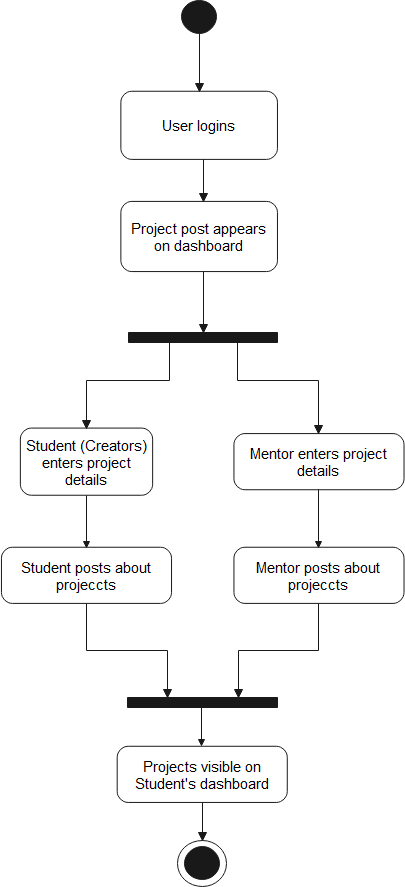 User logins
Project post appears
on dashboard
Student (Creators)
enters project
details
Mentor enters project
details
Student posts about
projeccts
Mentor posts about
projeccts
Projects visible on
Student's dashboard